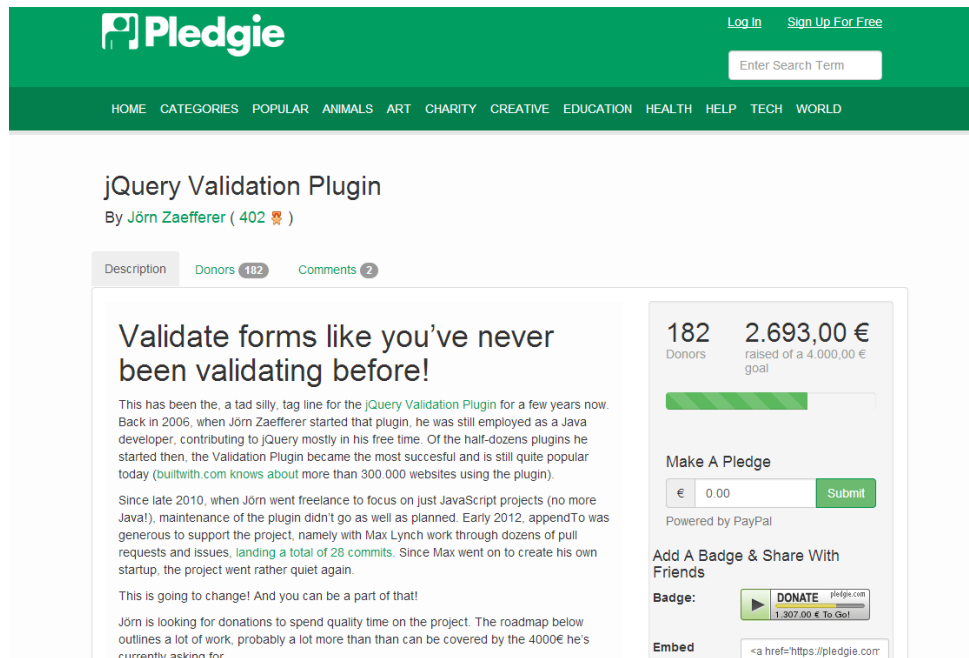 Pledgie
Log In Sign Up For Free
Enter Search Term
HOME CATEGORIES POPULAR ANIMALS ART CHARITY CREATIVE EDUCATION HEALTH HELP TECH WORLD
jQuery Validation Plugin
By Jörn Zaefferer ( 402 )
Description Donors 182 Comments 2
Validate forms like you've never
been validating before!
This has been the, a tad silly, tag line for the jQuery Validation Plugin for a few years now.
Back in 2006, when Jörn Zaefferer started that plugin, he was still employed as a Java
developer, contributing to jQuery mostly in his free time. Of the half-dozens plugins he
started then, the Validation Plugin became the most succesful and is still quite popular
today (builtwith.com knows about more than 300.000 websites using the plugin).
Since late 2010, when Jörn went freelance to focus on just JavaScript projects (no more
Java!), maintenance of the plugin didn't go as well as planned. Early 2012, appendTo was
generous to support the project, namely with Max Lynch work through dozens of pull
requests and issues, landing a total of 28 commits. Since Max went on to create his own
startup, the project went rather quiet again.
This is going to change! And you can be a part of that!
Jörn is looking for donations to spend quality time on the project. The roadmap below
outlines a lot of work, probably a lot more than than can be covered by the 4000€ he's
currently asking for.
182
Donors
2.693,00 €
raised of a 4.000,00 €
goal
Make A Pledge
€ 0.00 Submit
Powered by PayPal
Add A Badge & Share With
Friends
Badge:
DONATE pledgie.com
1.307.00 € To Go!
Embed
<a href='https://pledgie.com